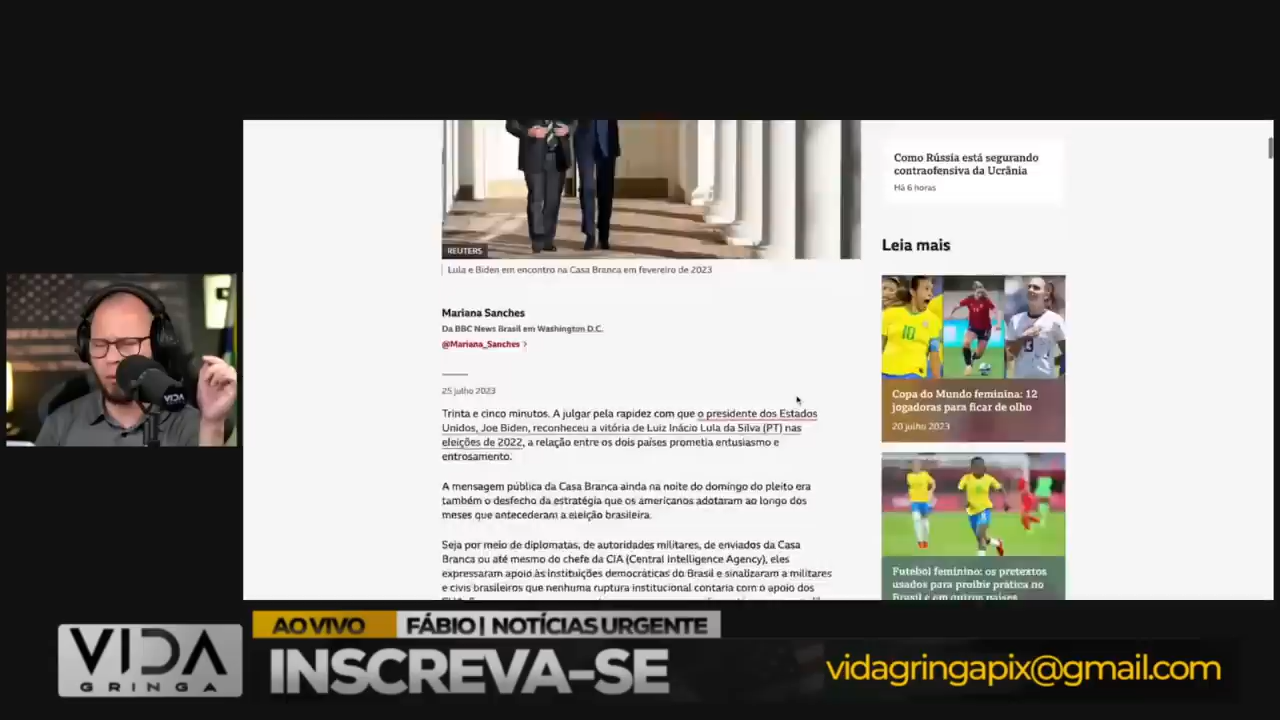 Como Rússia está segurando
contraofensiva da Ucrânia
Há 6 horas
Leia mais
REUTERS
Lula e Biden em encontro na Casa Branca em fevereiro de 2023
Mariana Sanches
Da BBC News Brasil em Washington D.C.
@Mariana_Sanches
25 julho 2023
Trinta e cinco minutos. A julgar pela rapidez com que o presidente dos Estados
Unidos, Joe Biden, reconheceu a vitória de Luiz Inácio Lula da Silva (PT) nas
eleições de 2022, a relação entre os dois países prometia entusiasmo e
entrosamento.
A mensagem pública da Casa Branca ainda na noite do domingo do pleito era
também o desfecho da estratégia que os americanos adotaram ao longo dos
meses que antecederam a eleição brasileira.
Seja por meio de diplomatas, de autoridades militares, de enviados da Casa
Branca ou até mesmo do chefe da CIA (Central Intelligence Agency), eles
expressaram apoio às instituições democráticas do Brasil e sinalizaram a militares
e civis brasileiros que nenhuma ruptura institucional contaria com o apoio dos
10
3
Copa do Mundo feminina: 12
jogadoras para ficar de olho
20 julho 2023
Futebol feminino: os pretextos
usados para proibir prática no
Brasil e em outros países
VIDA
VIDA
GRINGA
AO VIVO
FÁBIO | NOTÍCIAS URGENTE
INSCREVA-SE
vidagringapix@gmail.com